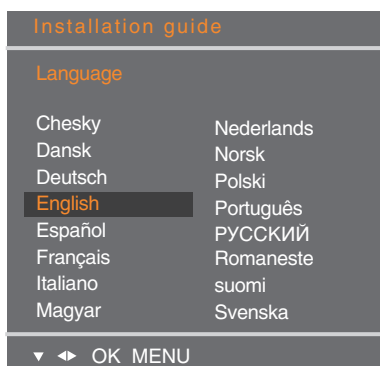 Installation guide
Language
Chesky
Dansk
Deutsch
English
Español
Français
Italiano
Magyar
Nederlands
Norsk
Polski
Português
РУССКИЙ
Romaneste
suomi
Svenska
OK MENU